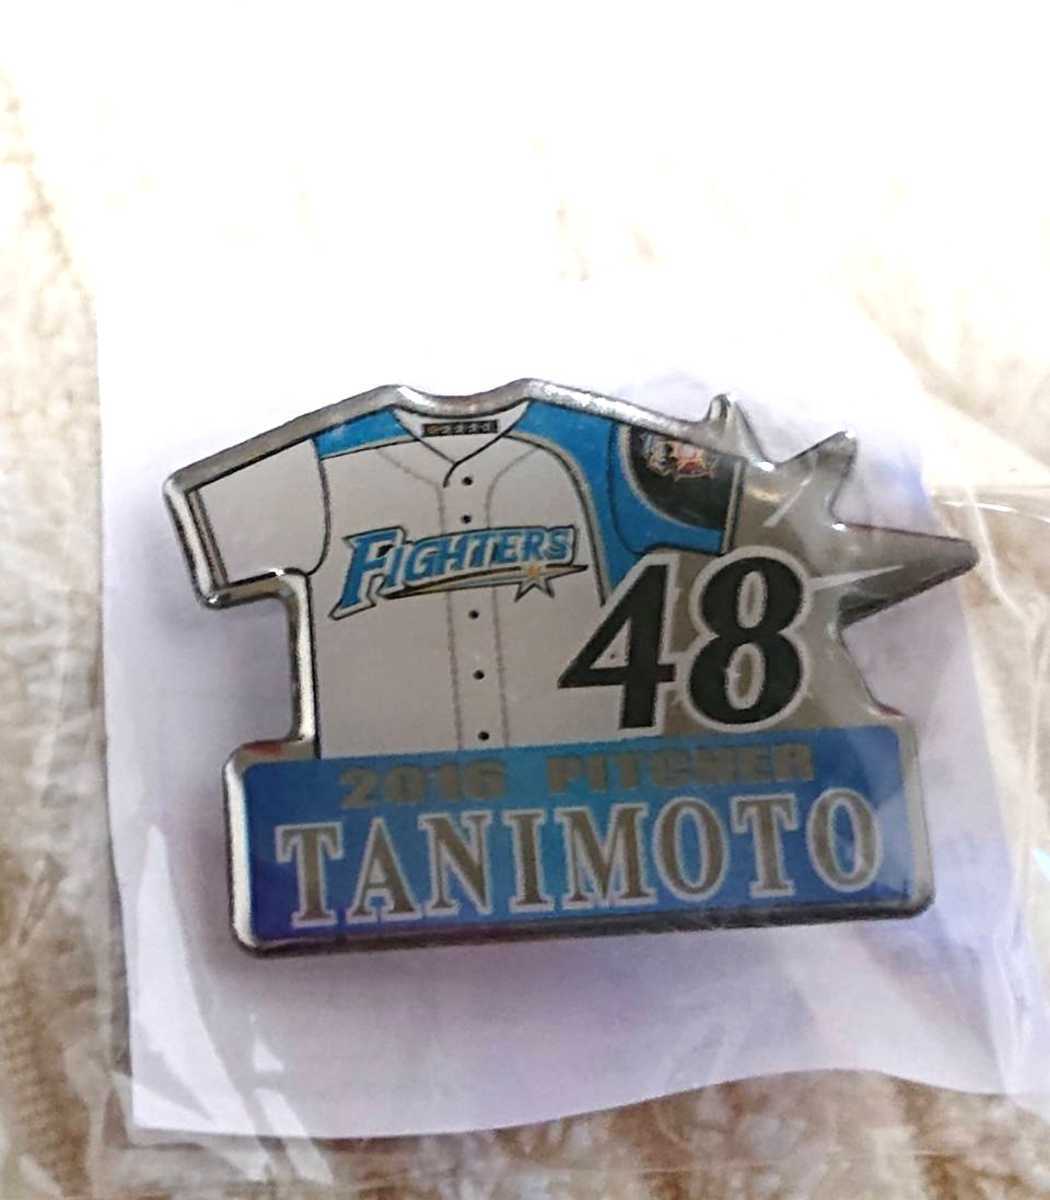 FIGHTERS
48
2016 PITCHER
TANIMOTO